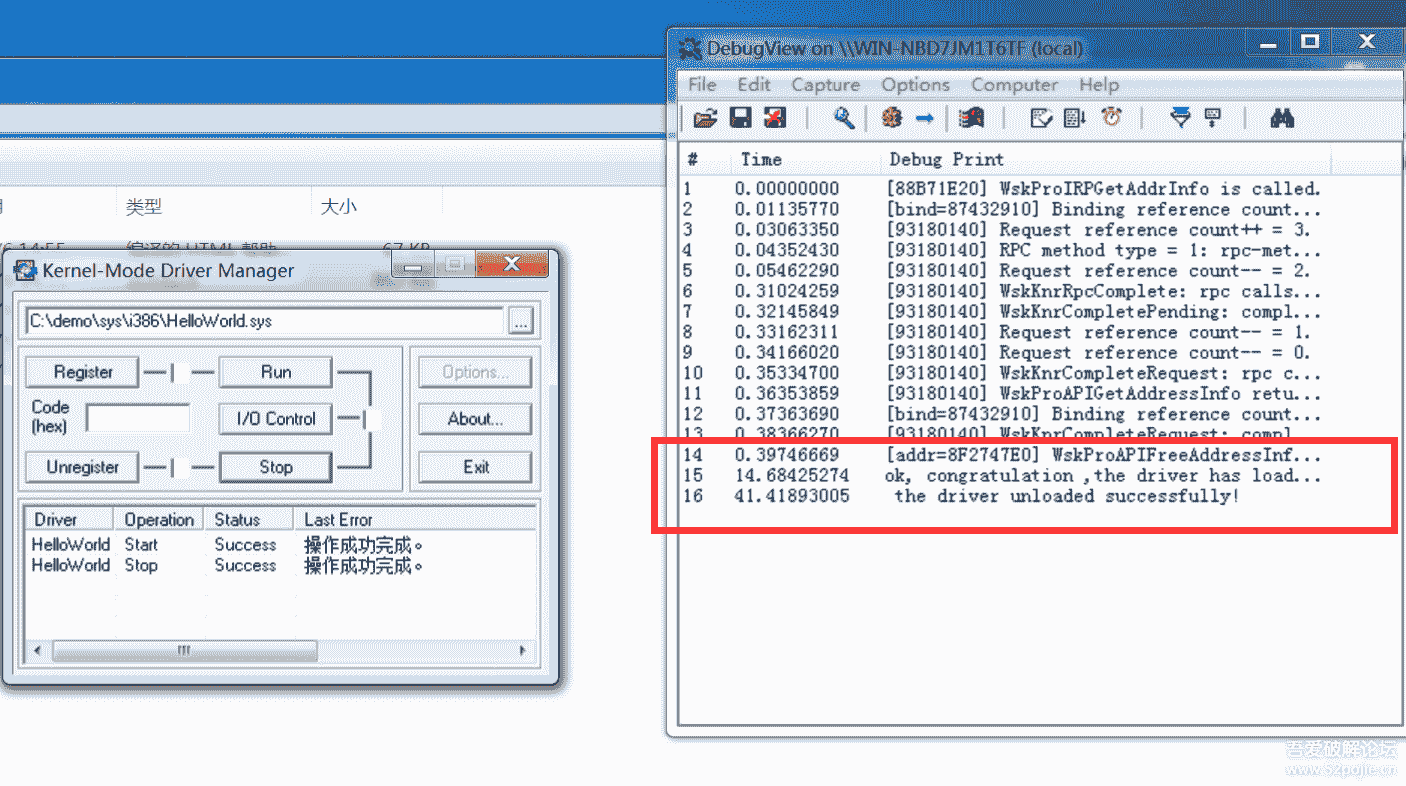 类型
大小
67 KB
Kernel-Mode Driver Manager
C:\demo\sys\i386\HelloWorld.sys
...
Register
Run
Options...
Code
(hex)
I/O Control
About...
Unregister
Stop
Exit
Driver Operation Status Last Error
HelloWorld Start Success 操作成功完成。
HelloWorld Stop Success 操作成功完成。
DebugView on \\WIN-NBD7JM1T6TF (local)
File Edit Capture Options Computer Help
# Time Debug Print
1 0.00000000 [88B71E20] WskProIRPGetAddrInfo is called.
2 0.01135770 [bind=87432910] Binding reference count...
3 0.03063350 [93180140] Request reference count++ = 3.
4 0.04352430 [93180140] RPC method type = 1: rpc-met...
5 0.05462290 [93180140] Request reference count-- = 2.
6 0.31024259 [93180140] WskKnrRpcComplete: rpc calls...
7 0.32145849 [93180140] WskKnrCompletePending: compl...
8 0.33162311 [93180140] Request reference count-- = 1.
9 0.34166020 [93180140] Request reference count-- = 0.
10 0.35334700 [93180140] WskKnrCompleteRequest: rpc c...
11 0.36353859 [93180140] WskProAPIGetAddressInfo retu...
12 0.37363690 [bind=87432910] Binding reference count...
13 0.38366270 [93180140] WskKnrCompleteRequest: compl
14 0.39746669 [addr=8F2747E0] WskProAPIFreeAddressInf...
15 14.68425274 ok, congratulation ,the driver has load...
16 41.41893005 the driver unloaded successfully!
吾爱破解论坛
www.52pojie.cn